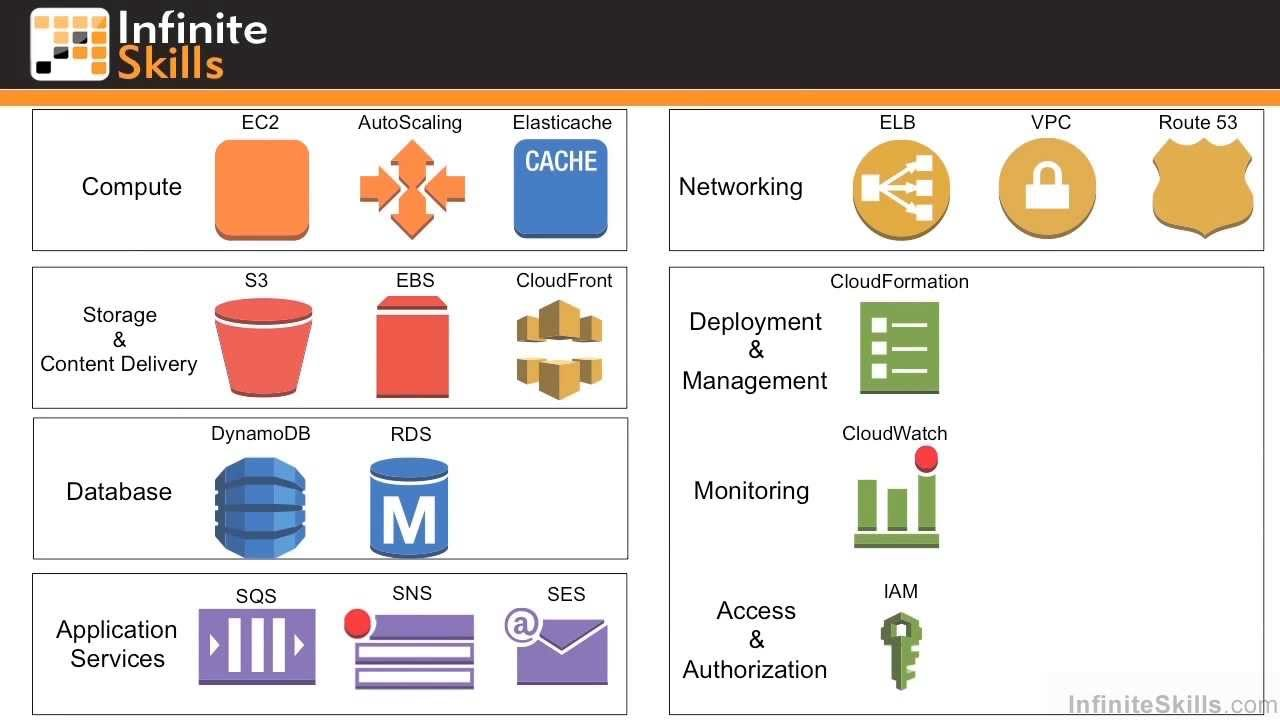 Infinite
Skills
EC2
AutoScaling
Elasticache
CACHE
Compute
ELB
VPC
Route 53
Networking
S3
EBS
CloudFront
Storage
&
Content Delivery
CloudFormation
Deployment
&
Management
DynamoDB
RDS
M
Database
CloudWatch
Monitoring
SQS
SNS
SES
@
Application
Services
IAM
Access
&
Authorization
InfiniteSkills.com